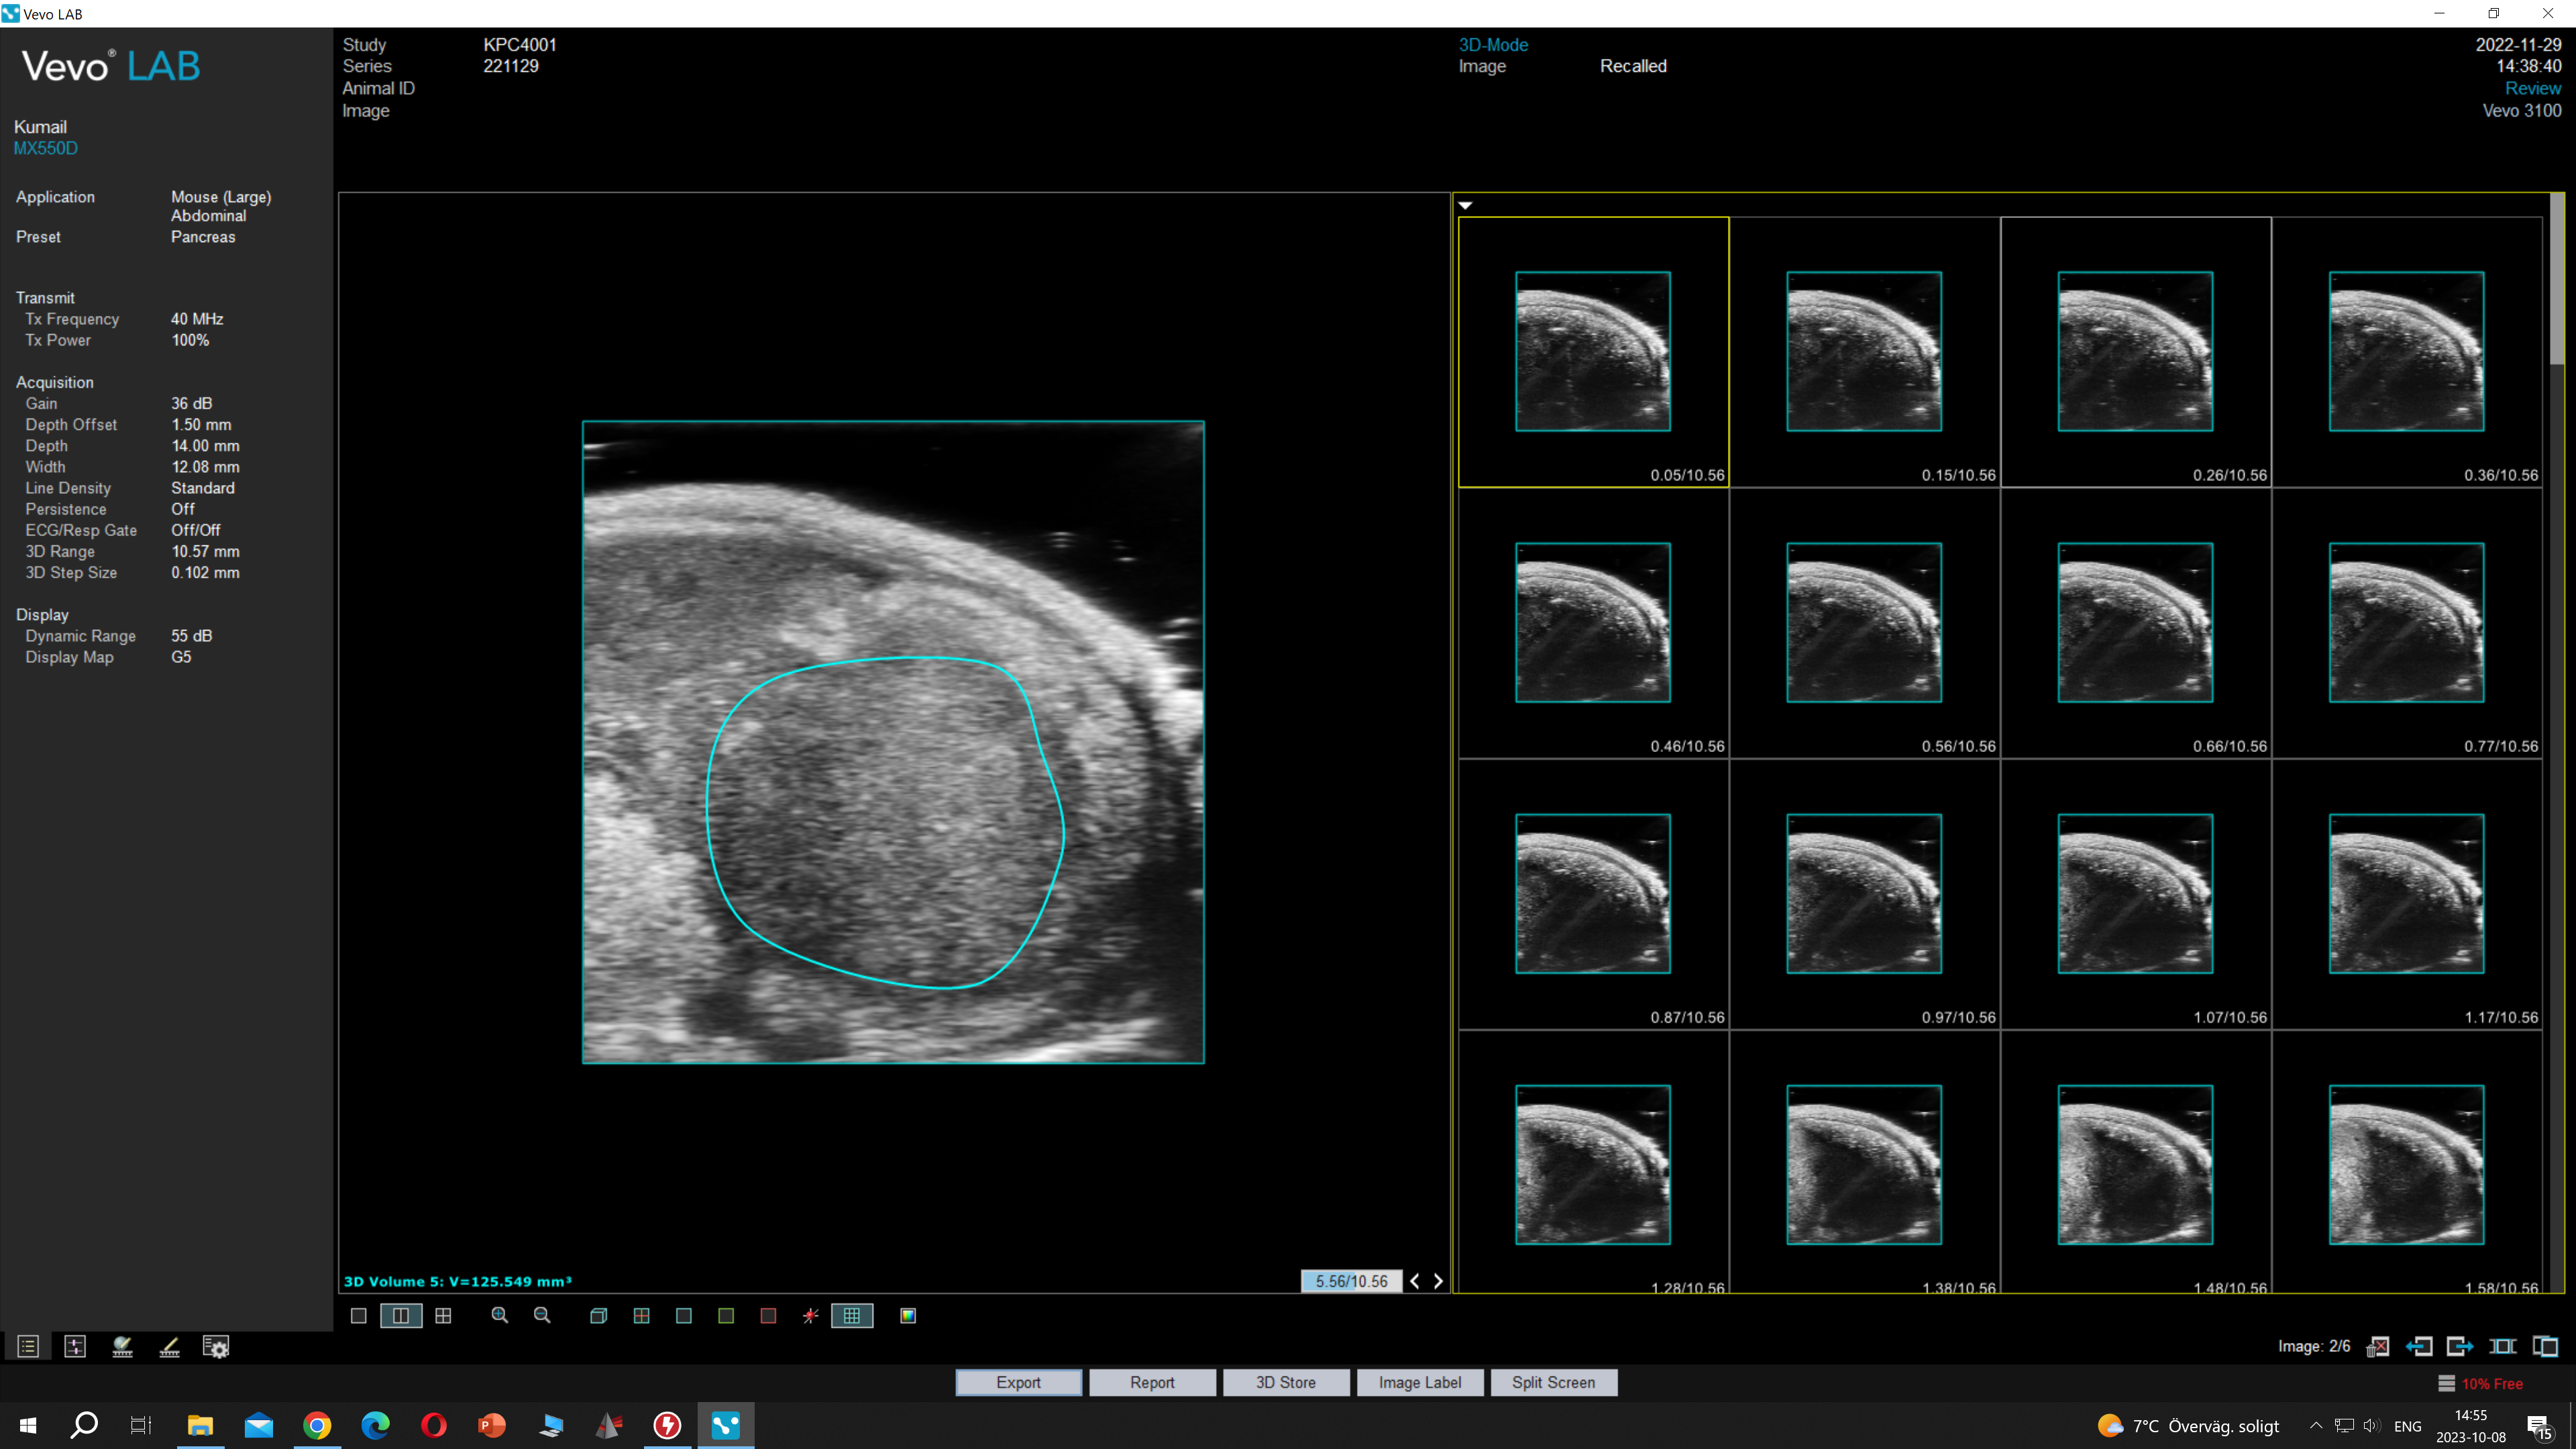 Vevo LAB
Vevo® LAB
Kumail
MX550D
Application Mouse (Large)
Abdominal
Preset Pancreas
Transmit
Tx Frequency 40 MHz
Tx Power 100%
Acquisition
Gain 36 dB
Depth Offset 1.50 mm
Depth 14.00 mm
Width 12.08 mm
Line Density Standard
Persistence Off
ECG/Resp Gate Off/Off
3D Range 10.57 mm
3D Step Size 0.102 mm
Display
Dynamic Range 55 dB
Display Map G5
Study KPC4001
Series 221129
Animal ID
Image
3D-Mode
Image Recalled
2022-11-29
14:38:40
Review
Vevo 3100
0.05/10.56 0.15/10.56 0.26/10.56 0.36/10.56
0.46/10.56 0.56/10.56 0.66/10.56 0.77/10.56
0.87/10.56 0.97/10.56 1.07/10.56 1.17/10.56
1.28/10.56 1.38/10.56 1.48/10.56 1.58/10.56
3D Volume 5: V=125.549 mm³
5.56/10.56
Image: 2/6
Export Report 3D Store Image Label Split Screen
10% Free
7°C Överväg. soligt
ENG
14:55
2023-10-08
15